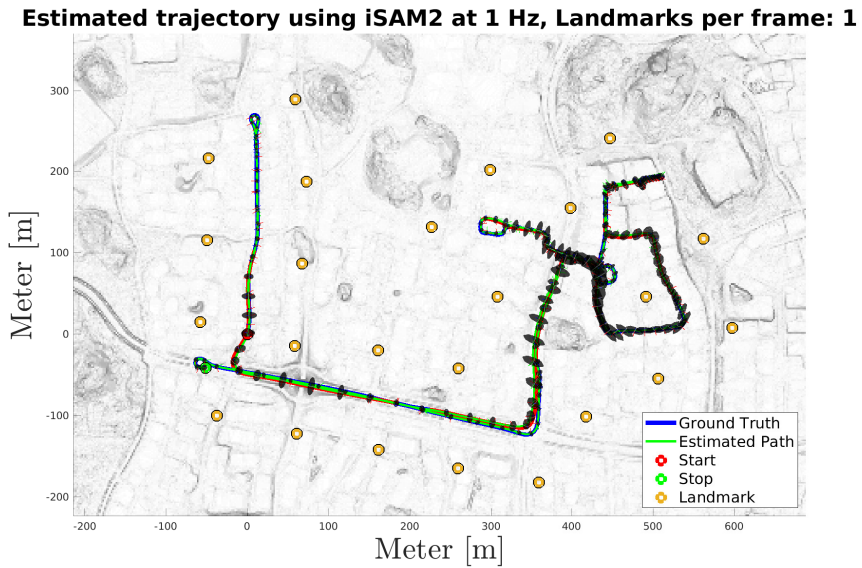 Estimated trajectory using iSAM2 at 1 Hz, Landmarks per frame: 1
Meter [m]
300
200
100
0
-100
-200
-200
-100
0
100
200
300
400
500
600
Meter [m]
Ground Truth
Estimated Path
Start
Stop
Landmark